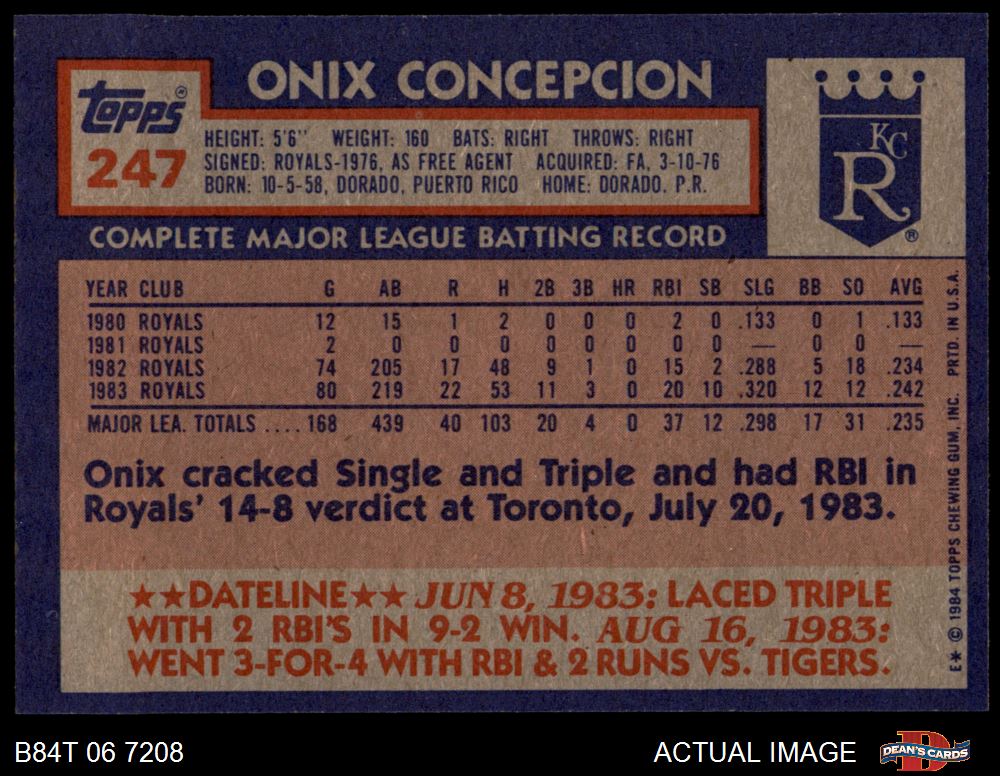 ONIX CONCEPCION
Topps®
247
HEIGHT: 5'6" WEIGHT: 160 BATS: RIGHT THROWS: RIGHT
SIGNED: ROYALS-1976, AS FREE AGENT ACQUIRED: FA, 3-10-76
BORN: 10-5-58, DORADO, PUERTO RICO HOME: DORADO. P.R.
KC
R
®
COMPLETE MAJOR LEAGUE BATTING RECORD
YEAR CLUB G AB R H 2B 3B HR RBI SB SLG BB SO AVG
1980 ROYALS 12 15 1 2 0 0 0 2 0 .133 0 1 .133
1981 ROYALS 2 0 0 0 0 0 0 0 0 — 0 0 —
1982 ROYALS 74 205 17 48 9 1 0 15 2 .288 5 18 .234
1983 ROYALS 80 219 22 53 11 3 0 20 10 .320 12 12 .242
MAJOR LEA. TOTALS .... 168 439 40 103 20 4 0 37 12 .298 17 31 .235
Onix cracked Single and Triple and had RBI in
Royals' 14-8 verdict at Toronto, July 20, 1983.
★★DATELINE★★ JUN 8, 1983: LACED TRIPLE
WITH 2 RBI'S IN 9-2 WIN. AUG 16, 1983:
WENT 3-FOR-4 WITH RBI & 2 RUNS VS. TIGERS.
E✶ © 1984 TOPPS CHEWING GUM, INC. PRTD. IN U.S.A.
B84T 06 7208
ACTUAL IMAGE
D
DEAN'S CARDS